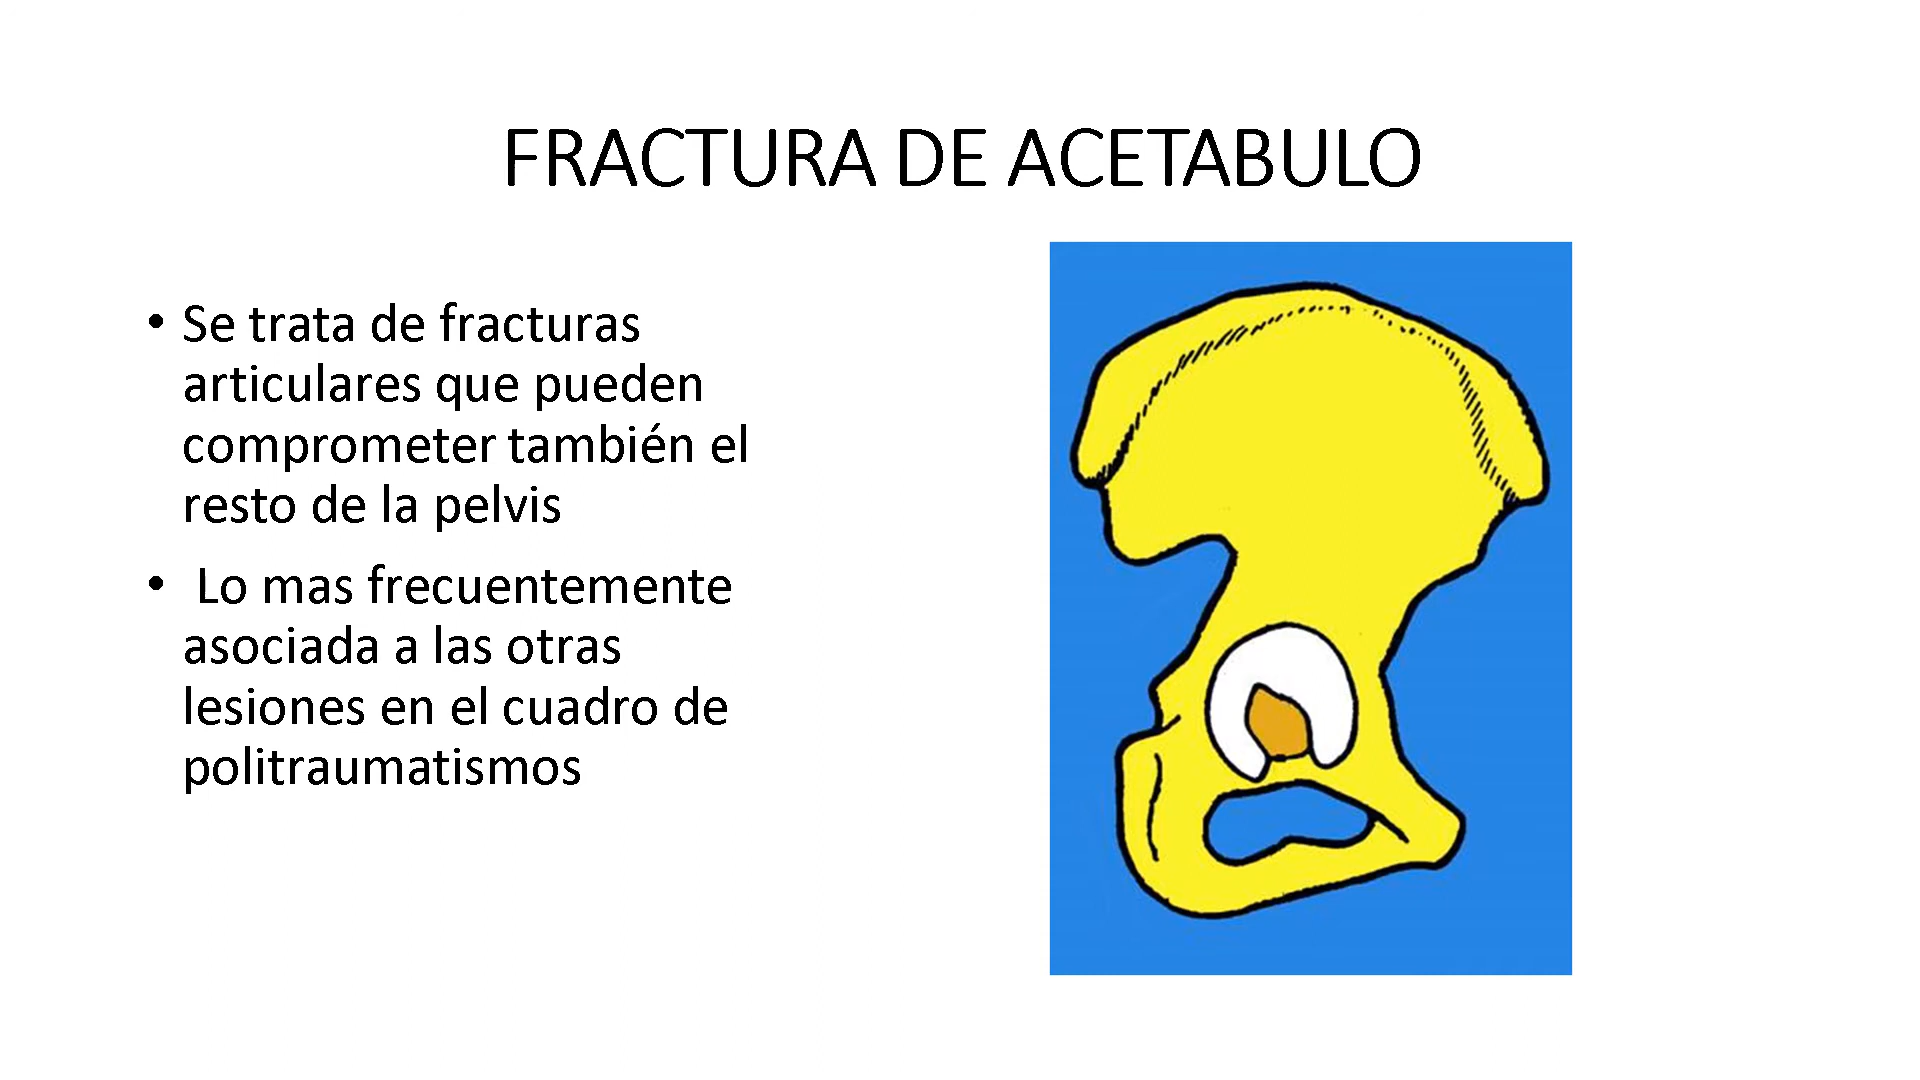 FRACTURA DE ACETABULO
• Se trata de fracturas
articulares que pueden
comprometer también el
resto de la pelvis
• Lo mas frecuentemente
asociada a las otras
lesiones en el cuadro de
politraumatismos